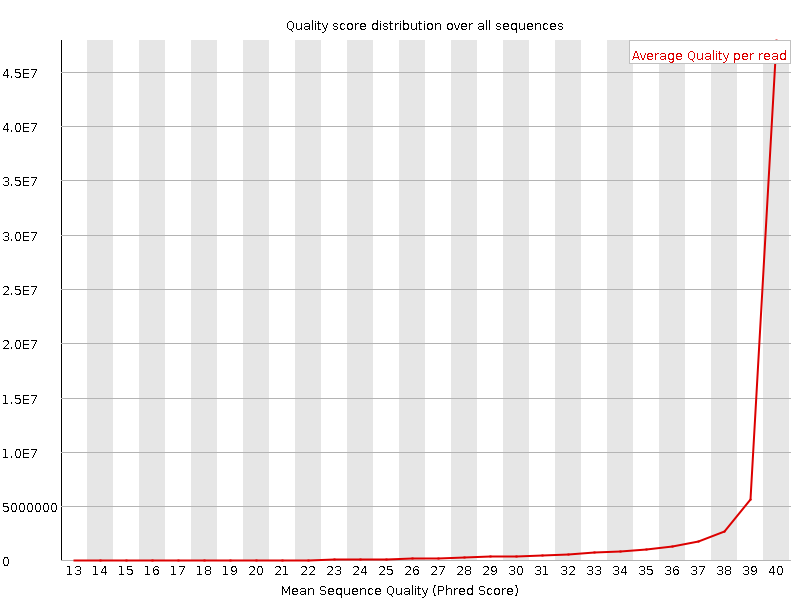 Quality score distribution over all sequences
Average Quality per read
4.5E7
4.0E7
3.5E7
3.0E7
2.5E7
2.0E7
1.5E7
1.0E7
5000000
0
13 14 15 16 17 18 19 20 21 22 23 24 25 26 27 28 29 30 31 32 33 34 35 36 37 38 39 40
Mean Sequence Quality (Phred Score)